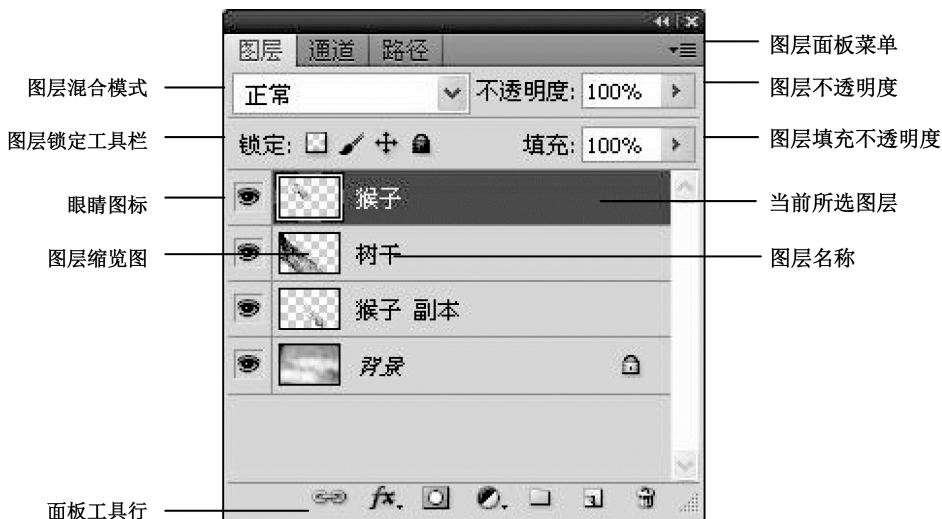 图层 通道 路径
图层面板菜单
图层混合模式
正常
不透明度: 100%
图层不透明度
图层锁定工具栏
锁定:
填充: 100%
图层填充不透明度
眼睛图标
猴子
当前所选图层
图层缩览图
树干
图层名称
猴子 副本
背景
面板工具行
fx.